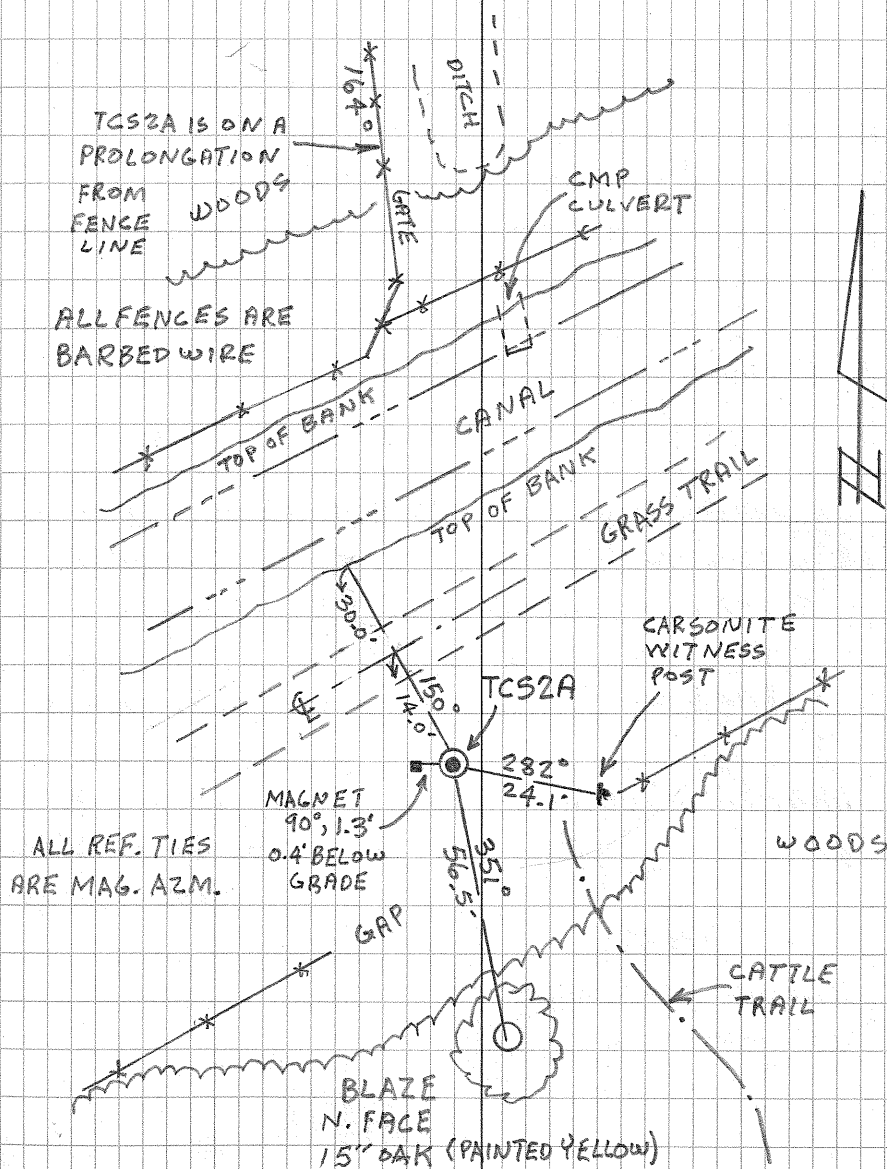 164°
DITCH
TCS2A IS ON A
PROLONGATION
FROM
FENCE
LINE
WOODS
GATE
CMP
CULVERT
ALL FENCES ARE
BARBED WIRE
TOP OF BANK
CANAL
TOP OF BANK
GRASS TRAIL
N
30.0'
CARSONITE
WITNESS
POST
150°
14.0'
TCS2A
℄
282°
24.1'
MAGNET
90°, 1.3'
0.4' BELOW
GRADE
351°
56.5'
WOODS
ALL REF. TIES
ARE MAG. AZM.
GAP
CATTLE
TRAIL
BLAZE
N. FACE
15" OAK (PAINTED YELLOW)